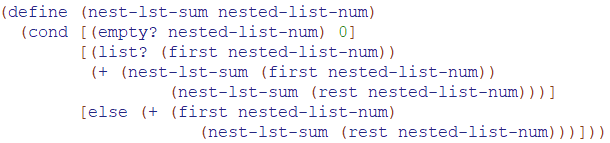 (define (nest-lst-sum nested-list-num)
  (cond [(empty? nested-list-num) 0]
        [(list? (first nested-list-num))
         (+ (nest-lst-sum (first nested-list-num))
                 (nest-lst-sum (rest nested-list-num)))]
        [else (+ (first nested-list-num)
                    (nest-lst-sum (rest nested-list-num)))]))